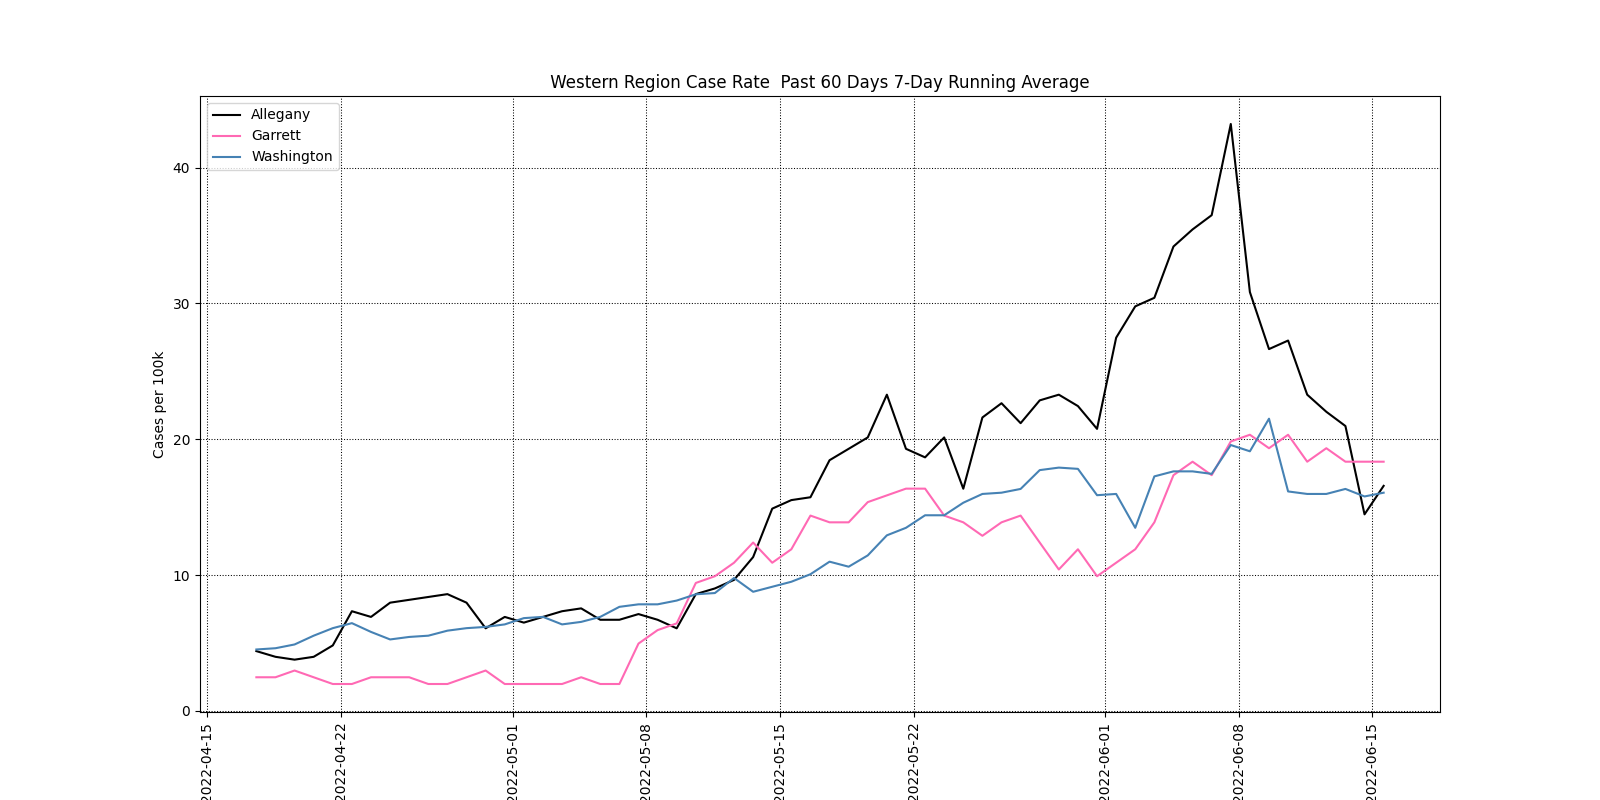 Western Region Case Rate  Past 60 Days 7-Day Running Average
Allegany
Garrett
Washington
Cases per 100k
40
30
20
10
0
2022-04-15
2022-04-22
2022-05-01
2022-05-08
2022-05-15
2022-05-22
2022-06-01
2022-06-08
2022-06-15